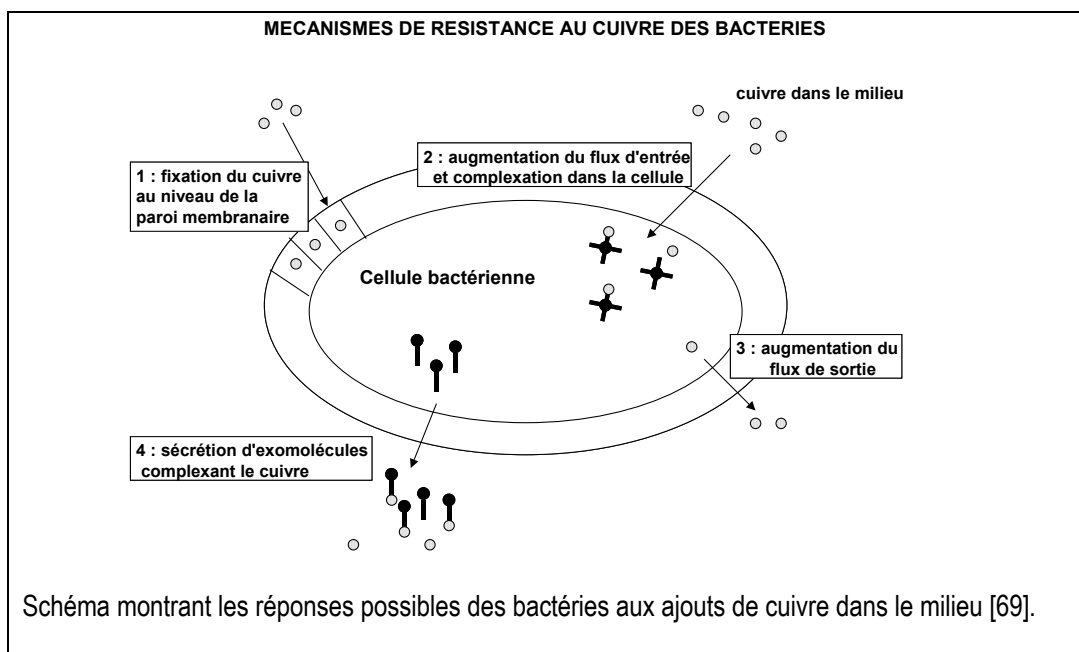 MECANISMES DE RESISTANCE AU CUIVRE DES BACTERIES
cuivre dans le milieu
2 : augmentation du flux d'entrée
et complexation dans la cellule
1 : fixation du cuivre
au niveau de la
paroi membranaire
Cellule bactérienne
3 : augmentation du
flux de sortie
4 : sécrétion d'exomolécules
complexant le cuivre
Schéma montrant les réponses possibles des bactéries aux ajouts de cuivre dans le milieu [69].